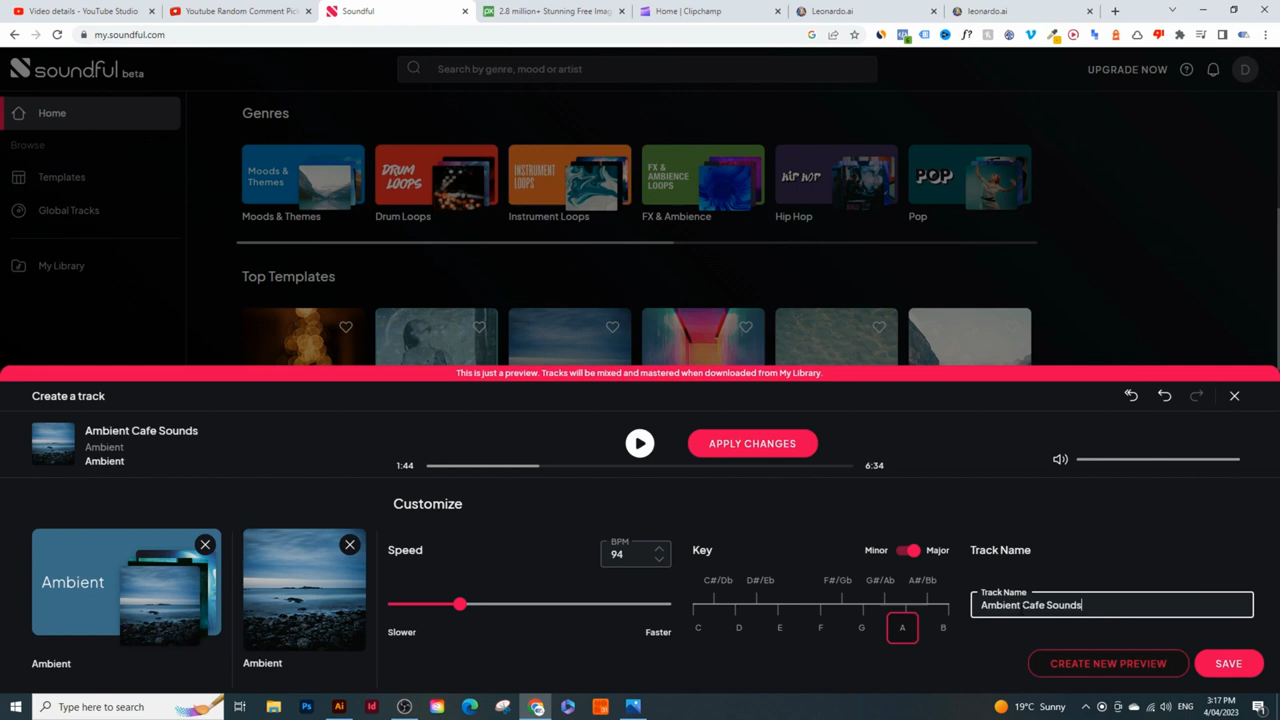 Video details - YouTube Studio
Youtube Random Comment Pick
Soundful
2.8 million+ Stunning Free Imag
Home | Clipchamp
Leonardo.ai
leonardo.ai
my.soundful.com
soundful beta
Search by genre, mood or artist
UPGRADE NOW
D
Home
Browse
Templates
Global Tracks
My Library
Genres
Moods &
Themes
DRUM
LOOPS
INSTRUMENT
LOOPS
FX &
AMBIENCE
LOOPS
HIP HOP
POP
Moods & Themes
Drum Loops
Instrument Loops
FX & Ambience
Hip Hop
Pop
Top Templates
This is just a preview. Tracks will be mixed and mastered when downloaded from My Library.
Create a track
Ambient Cafe Sounds
Ambient
Ambient
APPLY CHANGES
1:44
6:34
Customize
Ambient
Ambient
Ambient
Speed
BPM
94
Slower
Faster
Key
Minor
Major
C#/Db
D#/Eb
F#/Gb
G#/Ab
A#/Bb
C
D
E
F
G
A
B
Track Name
Track Name
Ambient Cafe Sounds
CREATE NEW PREVIEW
SAVE
Type here to search
19°C Sunny
ENG
3:17 PM
4/04/2023